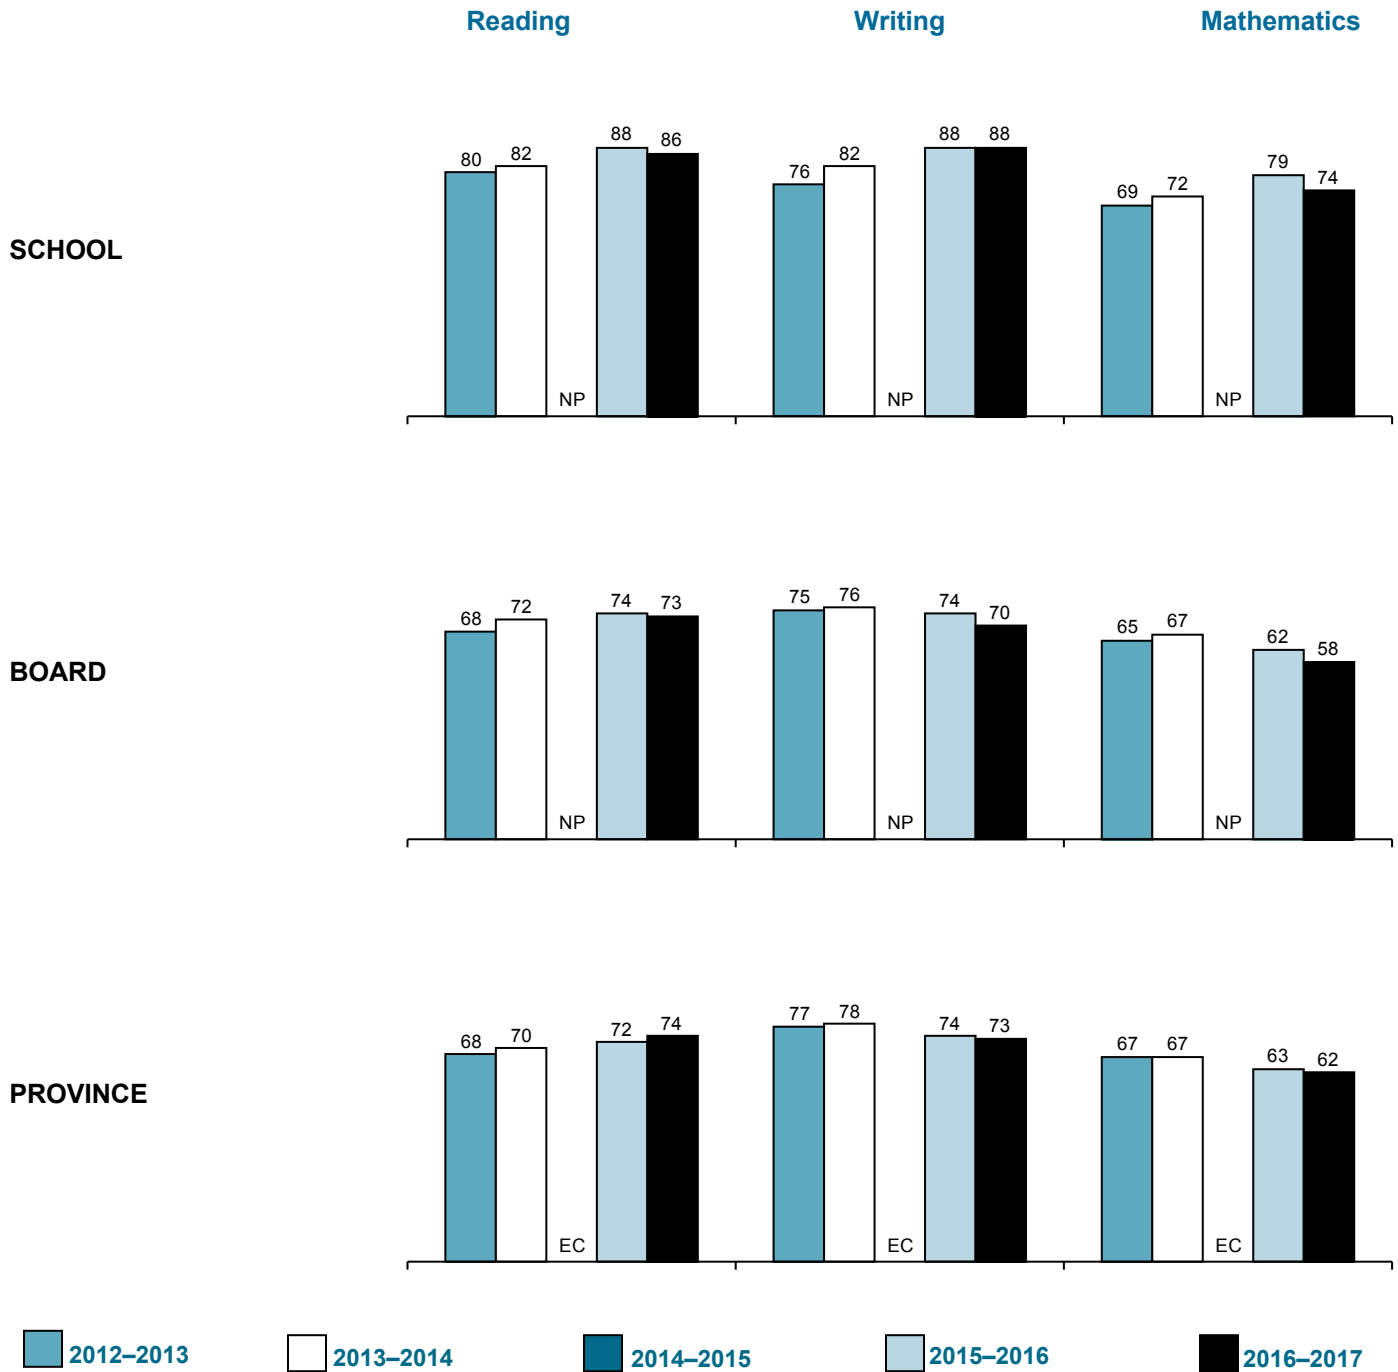 Reading Writing Mathematics
SCHOOL
80 82 NP 88 86 76 82 NP 88 88 69 72 NP 79 74
BOARD
68 72 NP 74 73 75 76 NP 74 70 65 67 NP 62 58
PROVINCE
68 70 EC 72 74 77 78 EC 74 73 67 67 EC 63 62
2012–2013 2013–2014 2014–2015 2015–2016 2016–2017